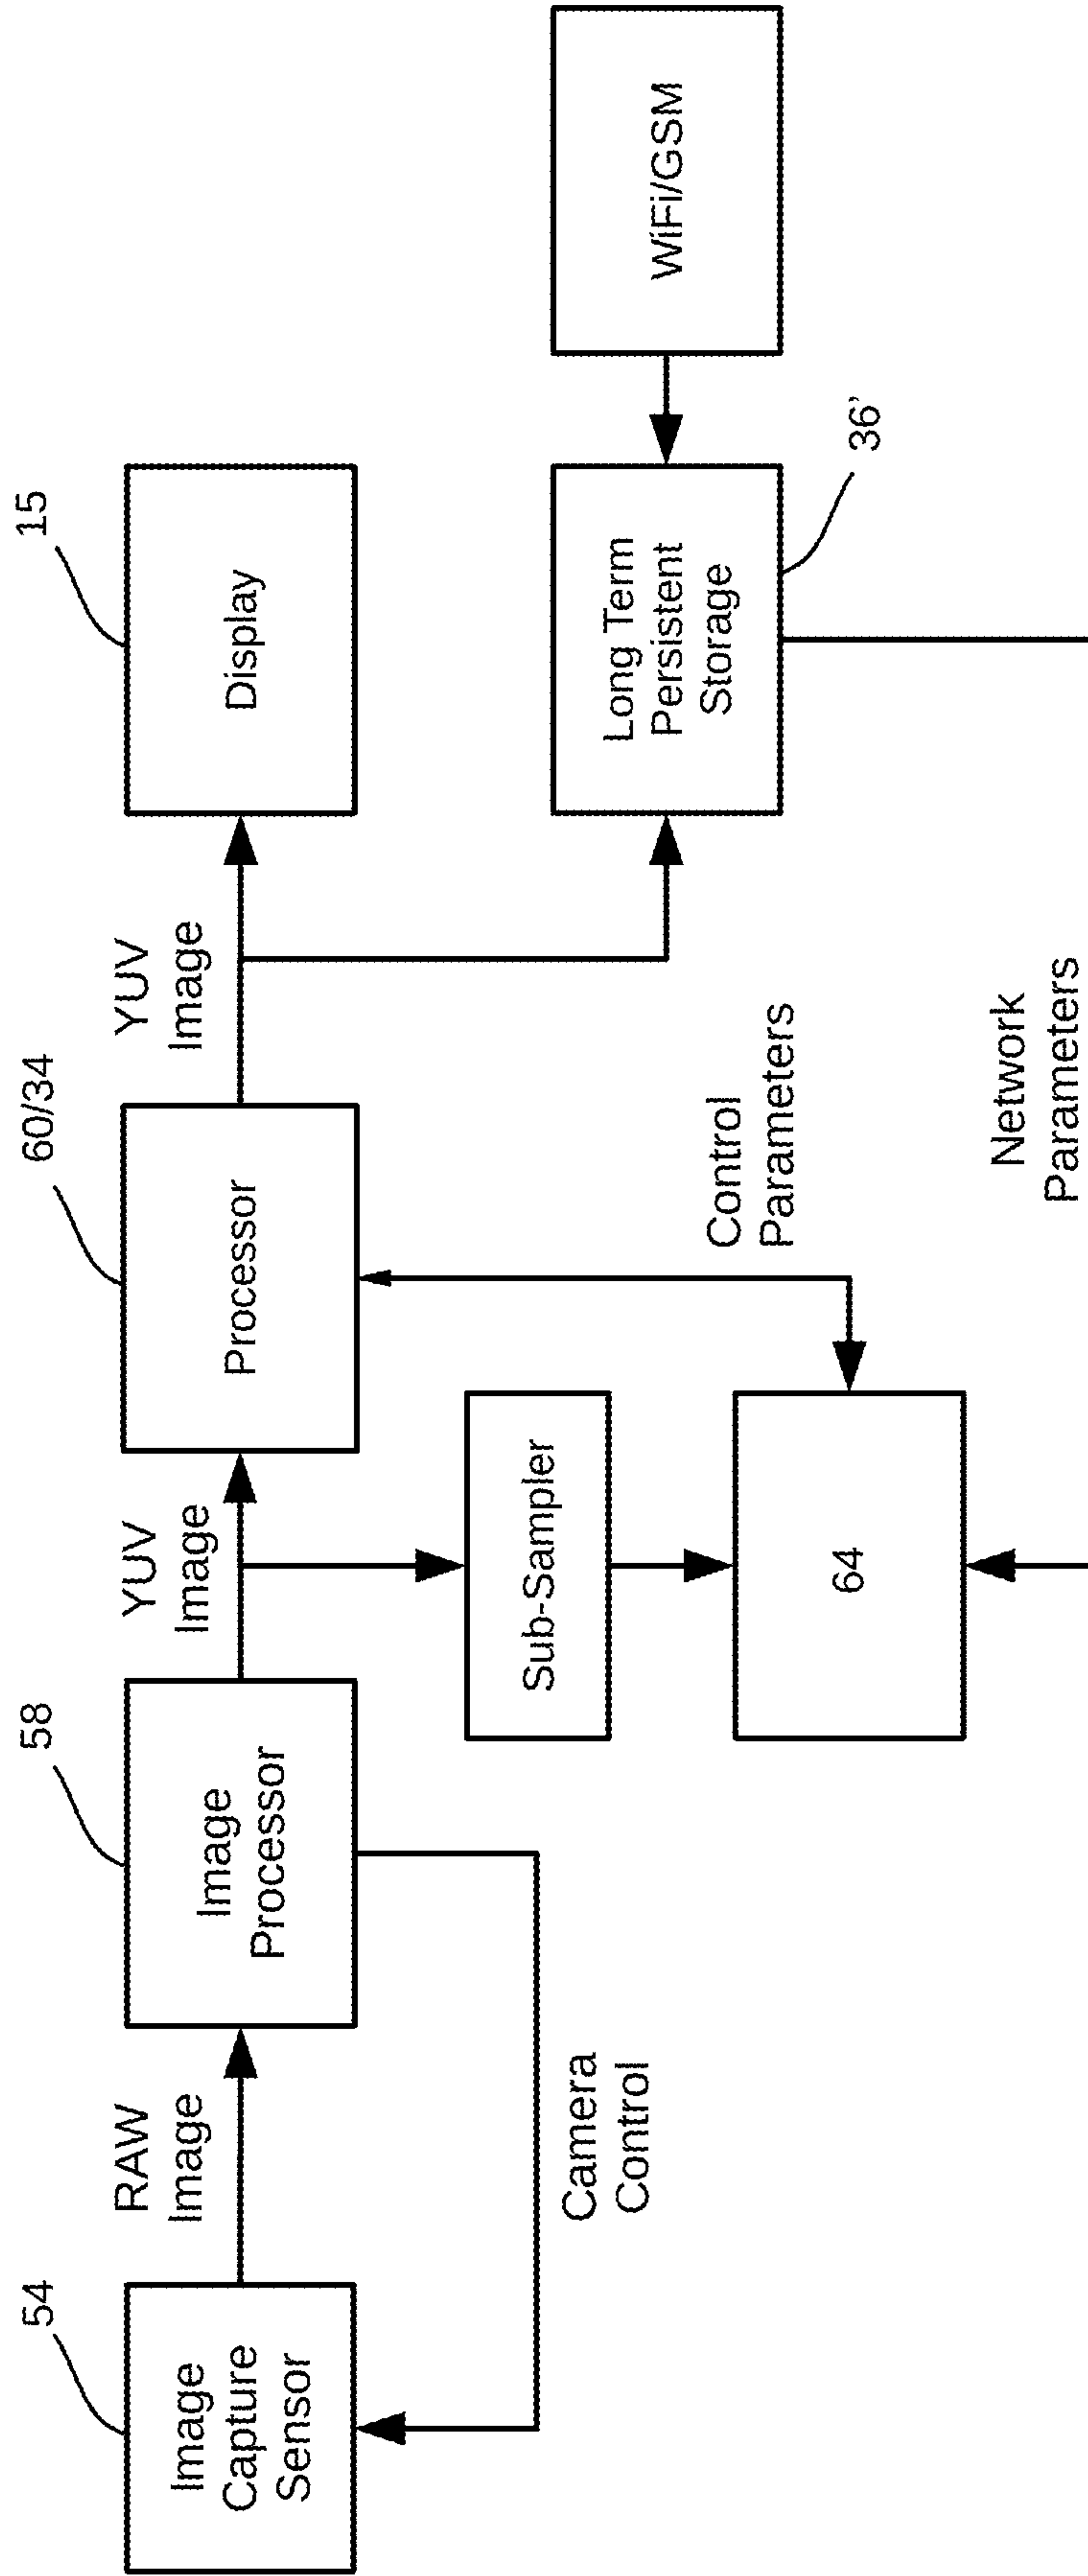 54
Image
Capture
Sensor
RAW
Image
58
Image
Processor
Camera
Control
YUV
Image
60/34
Processor
YUV
Image
15
Display
Sub-Sampler
64
Control
Parameters
Network
Parameters
Long Term
Persistent
Storage
36’
WiFi/GSM